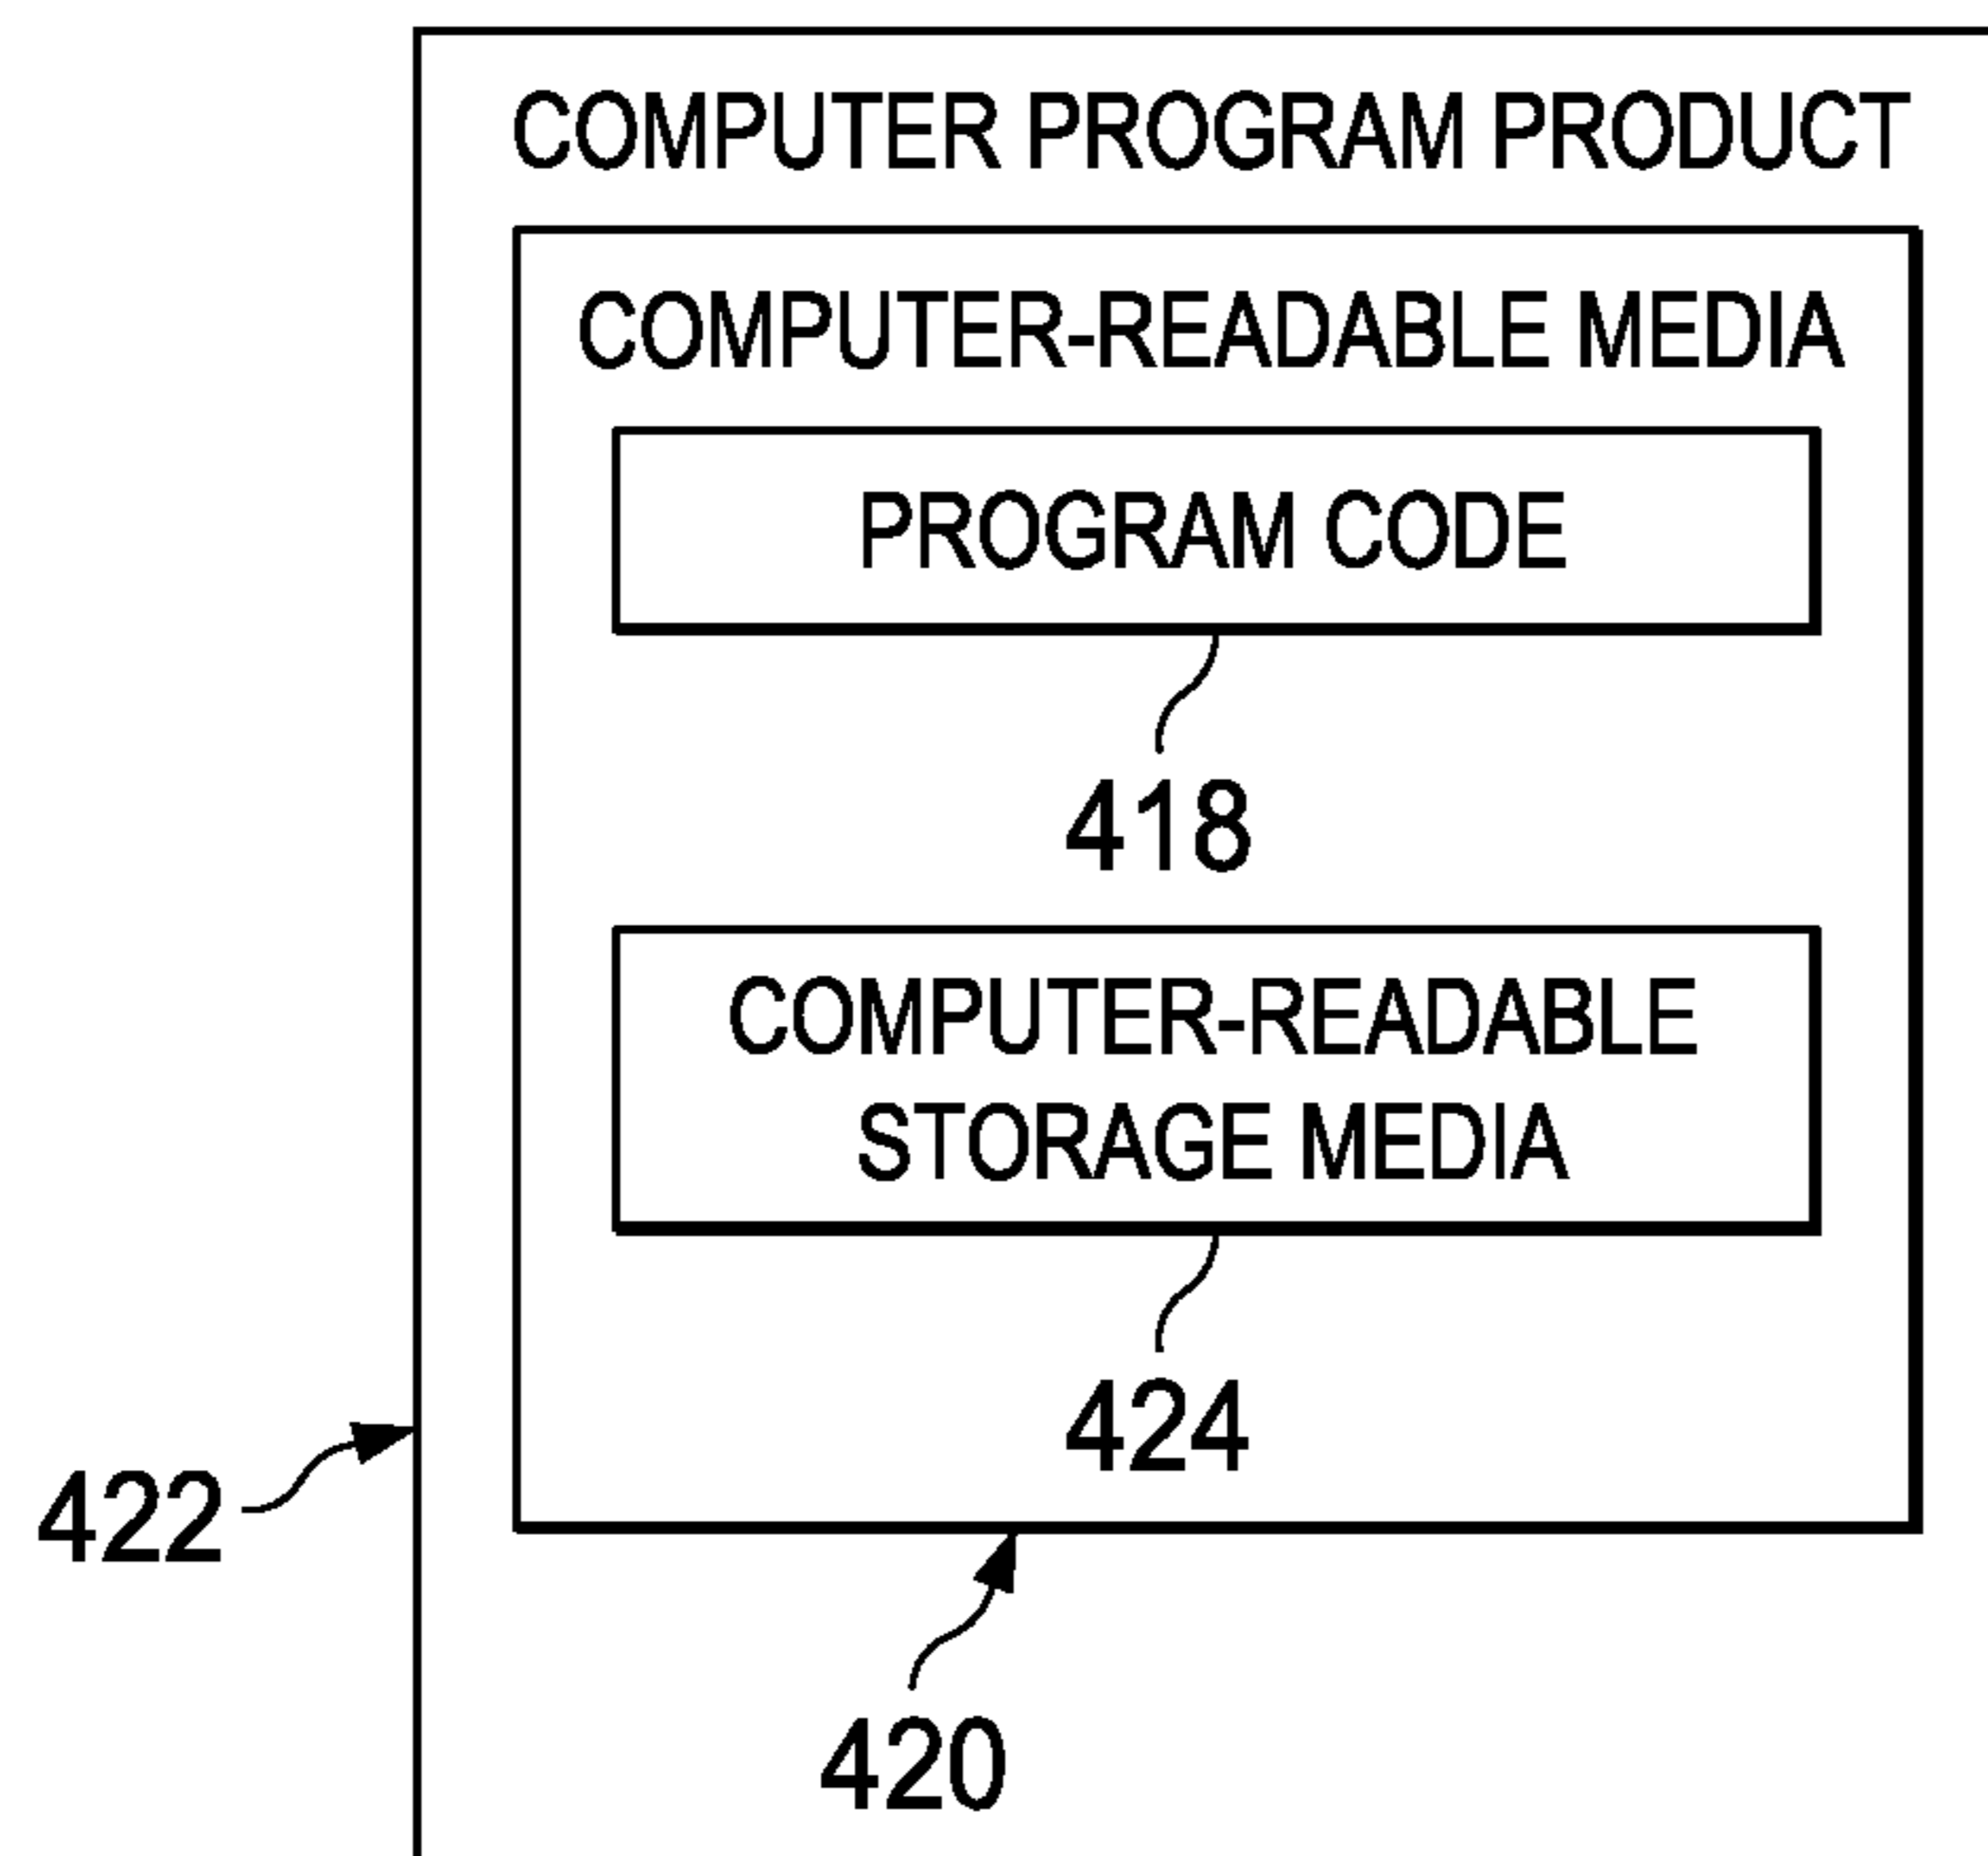 COMPUTER PROGRAM PRODUCT
COMPUTER-READABLE MEDIA
PROGRAM CODE
418
COMPUTER-READABLE
STORAGE MEDIA
424
422
420